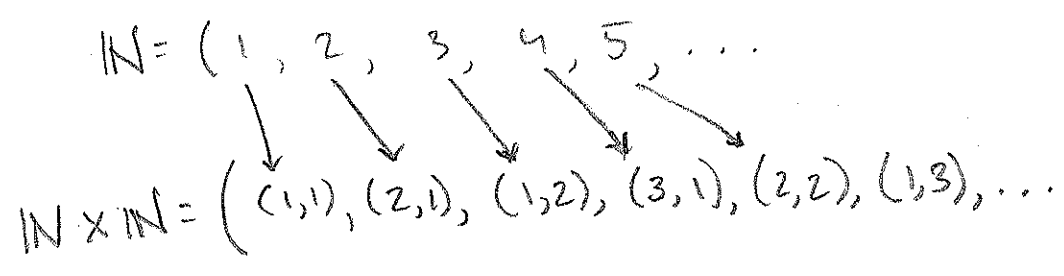 ℕ = (1, 2, 3, 4, 5, ...
ℕ × ℕ = ((1,1), (2,1), (1,2), (3,1), (2,2), (1,3), ...